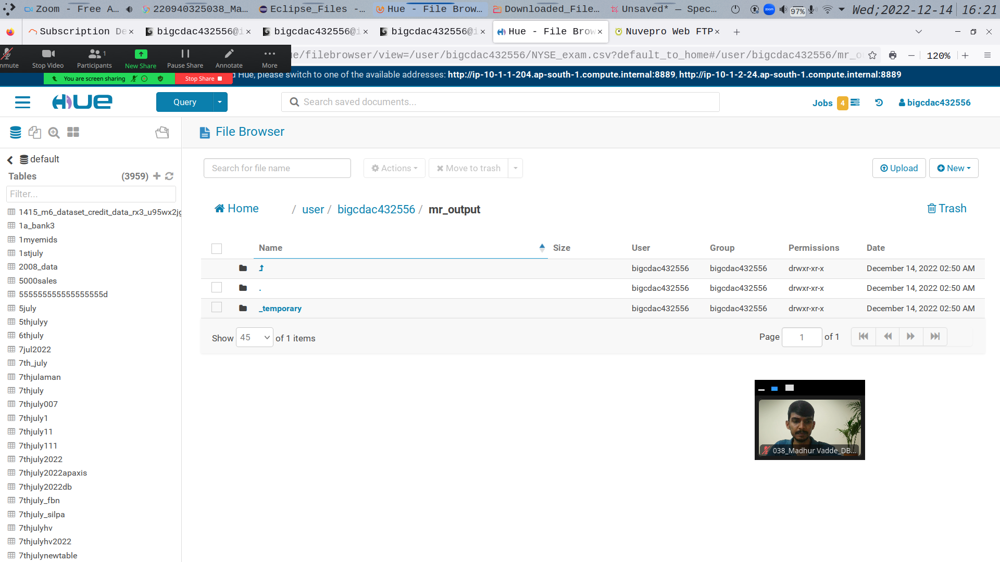 Zoom - Free A...
220940325038_Ma...
Eclipse_Files -...
Hue - File Brow...
Downloaded_File...
Unsaved* — Spec...
zoom
97%
Wed;2022-12-14
16:21
Subscription De
bigcdac432556@i
bigcdac432556@i
bigcdac432556@i
Hue - File Brow
Nuvepro Web FTP
nmute
Stop Video
1
Participants
New Share
Pause Share
Annotate
More
e/filebrowser/view=/user/bigcdac432556/NYSE_exam.csv?default_to_home#/user/bigcdac432556/mr_o
120%
You are screen sharing
Stop Share
d Hue, please switch to one of the available addresses: http://ip-10-1-1-204.ap-south-1.compute.internal:8889, http://ip-10-1-2-24.ap-south-1.compute.internal:8889
HUE
Query
Search saved documents...
Jobs 4
bigcdac432556
File Browser
default
Tables (3959)
Filter...
1415_m6_dataset_credit_data_rx3_u95wx2jg
1a_bank3
1myemids
1stjuly
2008_data
5000sales
555555555555555555d
5july
5thjulyy
6thjuly
7jul2022
7th_july
7thjulaman
7thjuly
7thjuly007
7thjuly1
7thjuly11
7thjuly111
7thjuly2022
7thjuly2022apaxis
7thjuly2022db
7thjuly_fbn
7thjuly_silpa
7thjulyhv
7thjulyhv2022
7thjulynewtable
Search for file name
Actions
Move to trash
Upload
New
Home / user / bigcdac432556 / mr_output
Trash
Name Size User Group Permissions Date
bigcdac432556 bigcdac432556 drwxr-xr-x December 14, 2022 02:50 AM
. bigcdac432556 bigcdac432556 drwxr-xr-x December 14, 2022 02:50 AM
_temporary bigcdac432556 bigcdac432556 drwxr-xr-x December 14, 2022 02:50 AM
Show 45 of 1 items
Page 1 of 1
038_Madhur Vadde_DB...